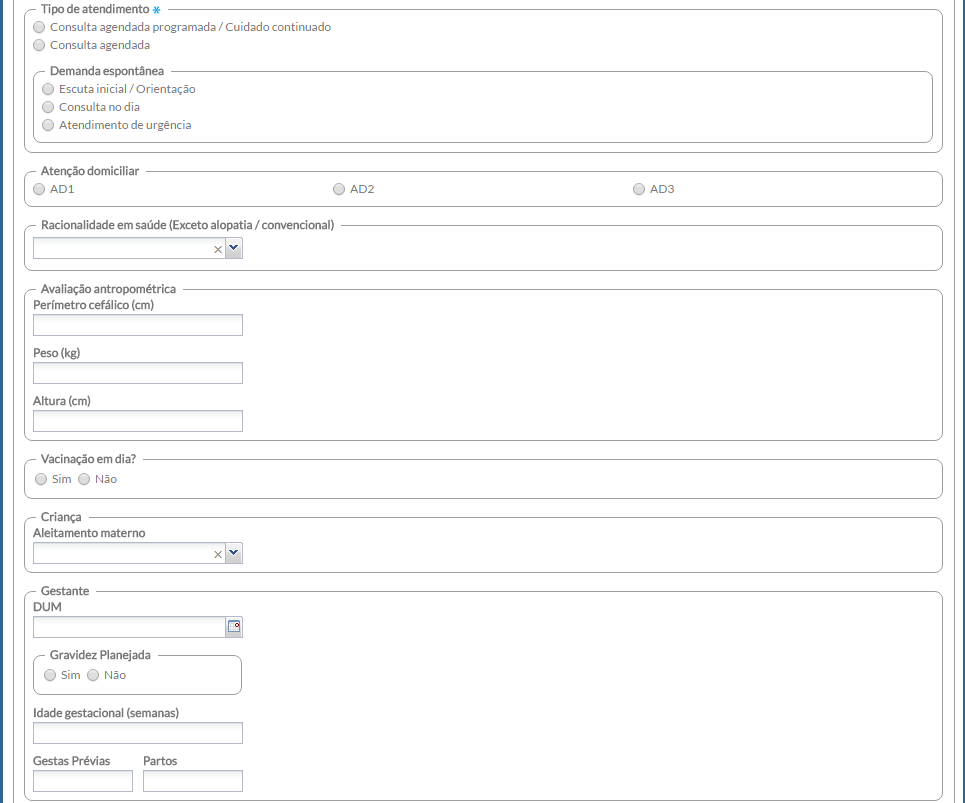 Tipo de atendimento *
Consulta agendada programada / Cuidado continuado
Consulta agendada
Demanda espontânea
Escuta inicial / Orientação
Consulta no dia
Atendimento de urgência
Atenção domiciliar
AD1 AD2 AD3
Racionalidade em saúde (Exceto alopatia / convencional)
Avaliação antropométrica
Perímetro cefálico (cm)
Peso (kg)
Altura (cm)
Vacinação em dia?
Sim Não
Criança
Aleitamento materno
Gestante
DUM
Gravidez Planejada
Sim Não
Idade gestacional (semanas)
Gestas Prévias Partos